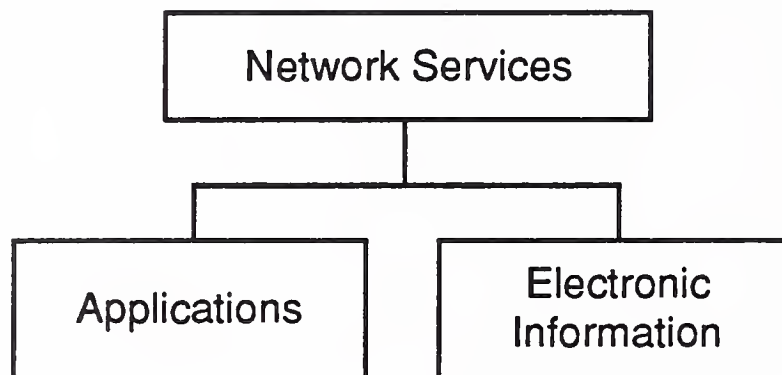 Network Services
Applications
Electronic
Information